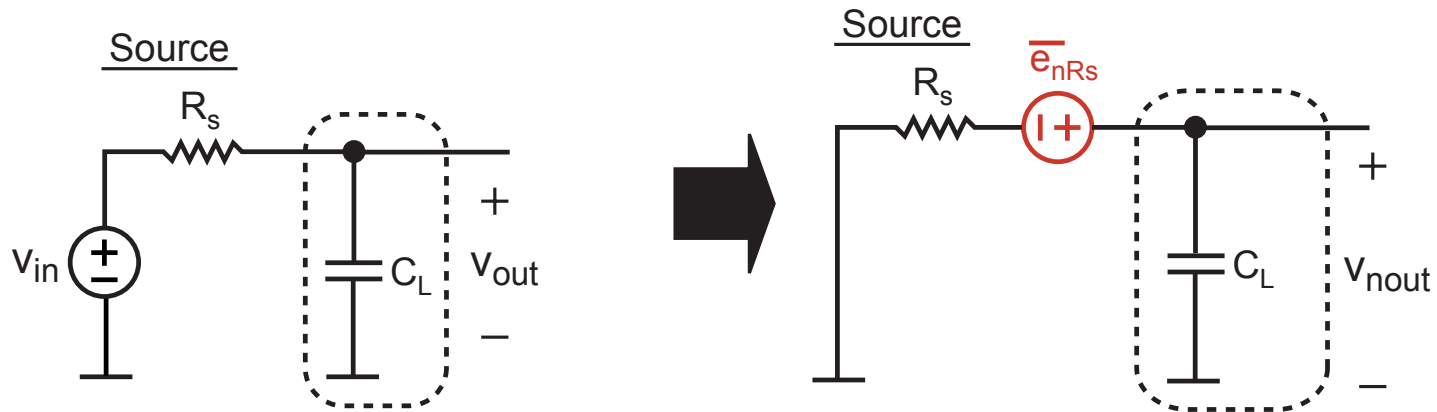 Source
Rs
vin
+
−
CL
+
vout
−
Source
Rs
enRs
− +
CL
+
vnout
−